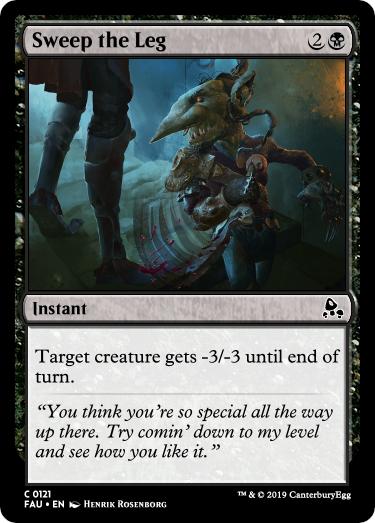 Sweep the Leg 2
Instant
Target creature gets -3/-3 until end of
turn.
“You think you’re so special all the way
up there. Try comin’ down to my level
and see how you like it.”
C 0121
FAU • EN Henrik Rosenborg
™ & © 2019 CanterburyEgg